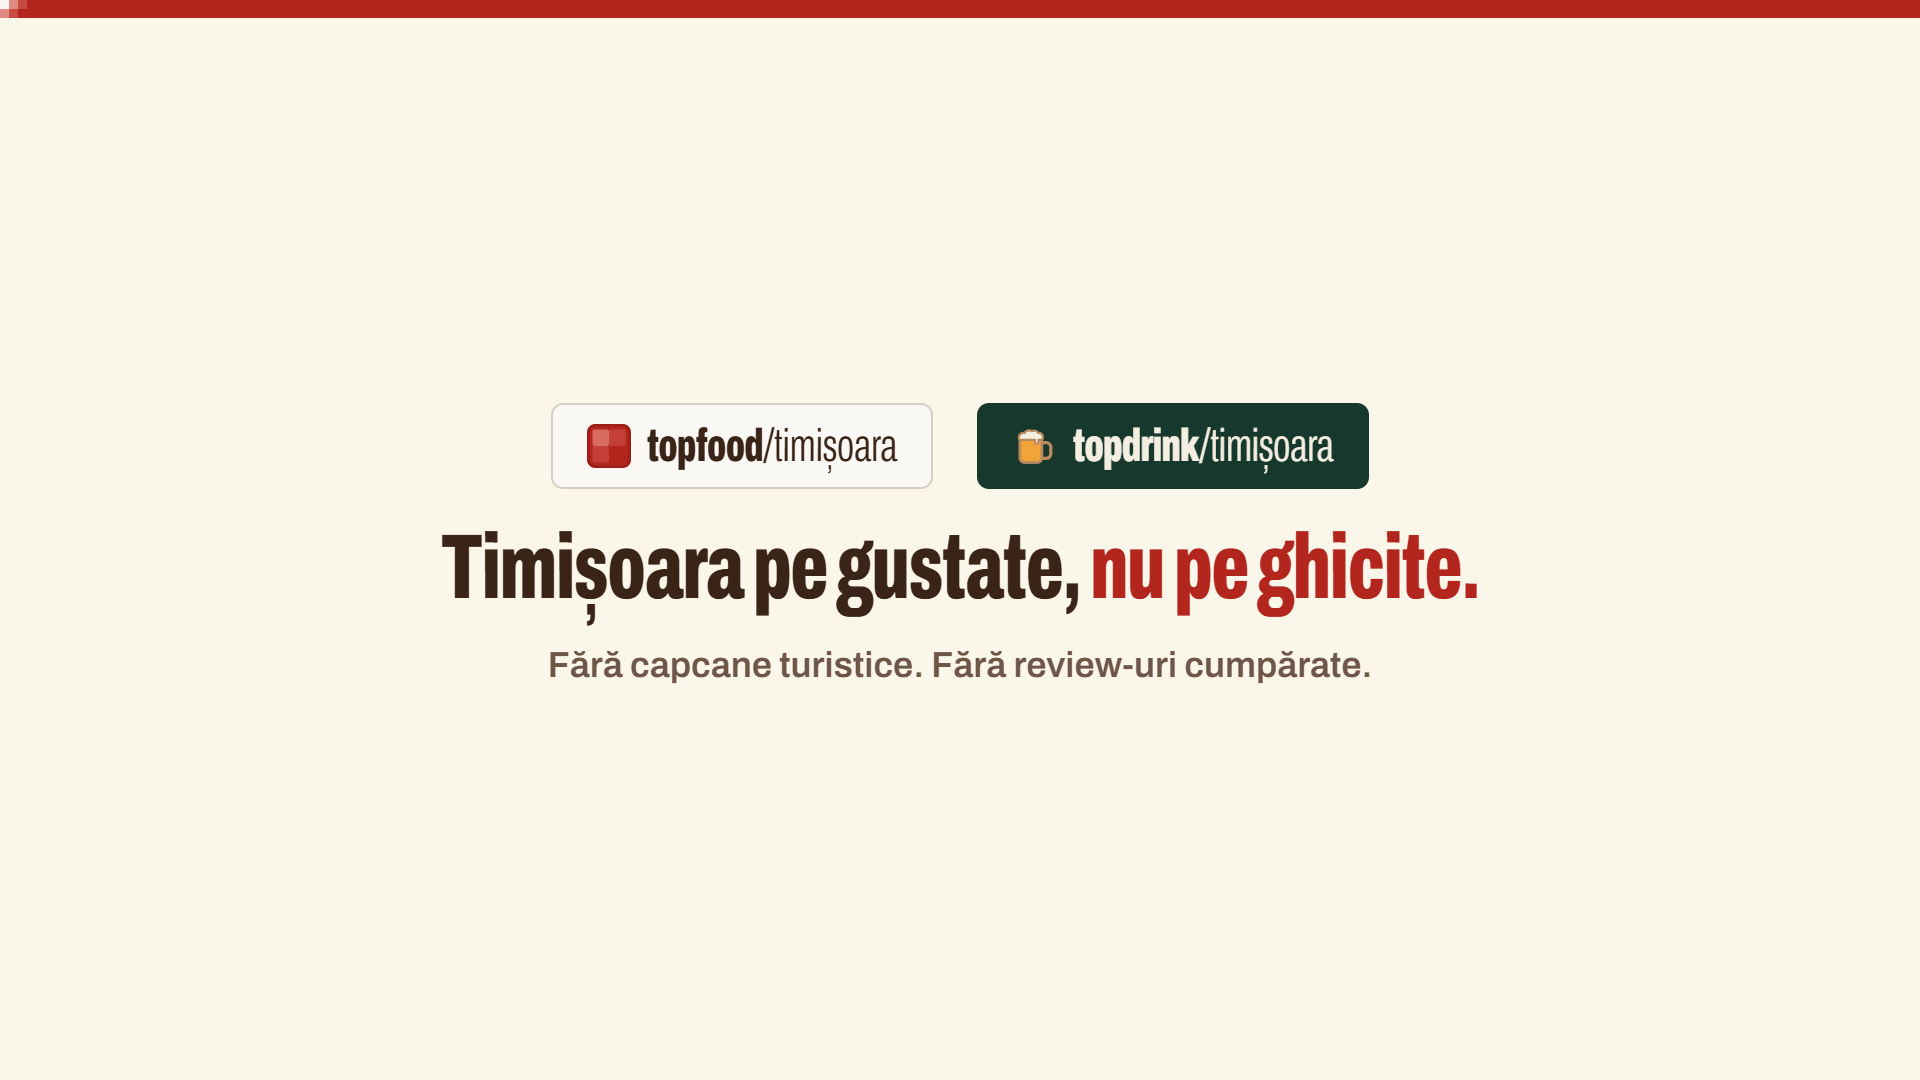 topfood/timișoara
topdrink/timișoara
Timișoara pe gustate, nu pe ghicite.
Fără capcane turistice. Fără review-uri cumpărate.